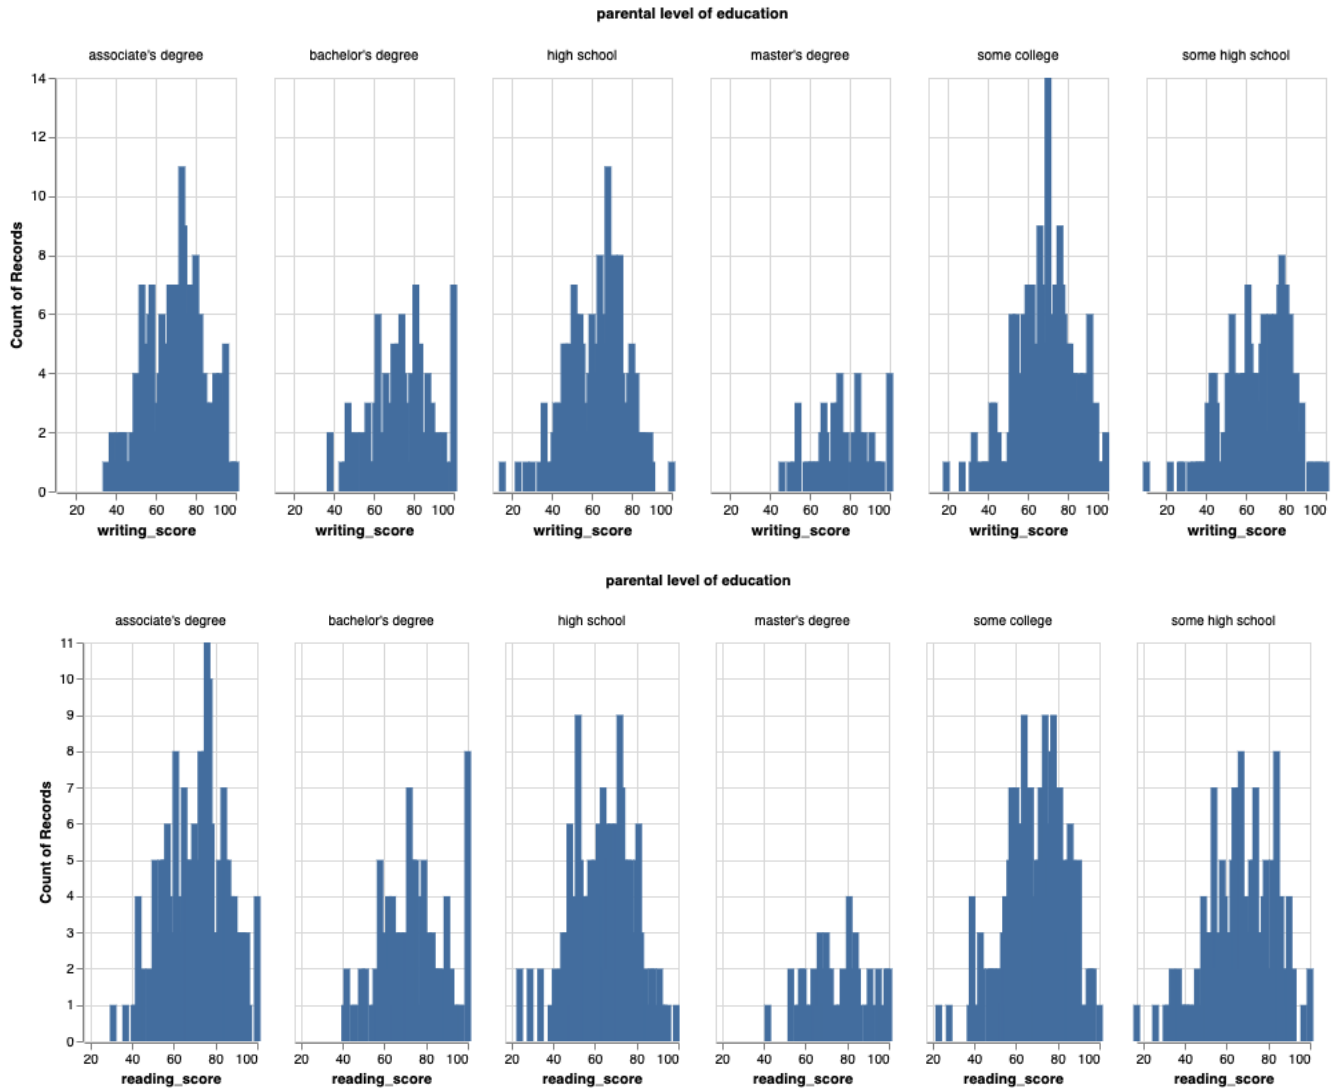 parental level of education
associate's degree bachelor's degree high school master's degree some college some high school
14
12
10
8
6
4
2
0
Count of Records
20 40 60 80 100 20 40 60 80 100 20 40 60 80 100 20 40 60 80 100 20 40 60 80 100 20 40 60 80 100
writing_score writing_score writing_score writing_score writing_score writing_score
parental level of education
associate's degree bachelor's degree high school master's degree some college some high school
11
10
9
8
7
6
5
4
3
2
1
0
Count of Records
20 40 60 80 100 20 40 60 80 100 20 40 60 80 100 20 40 60 80 100 20 40 60 80 100 20 40 60 80 100
reading_score reading_score reading_score reading_score reading_score reading_score